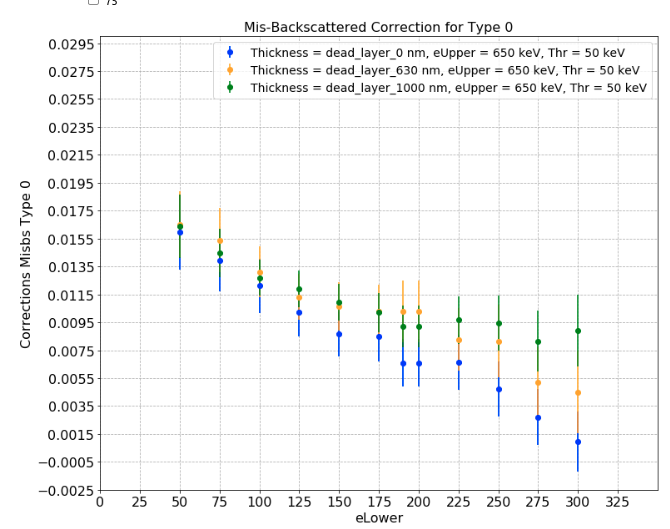 75
Mis-Backscattered Correction for Type 0
Thickness = dead_layer_0 nm, eUpper = 650 keV, Thr = 50 keV
Thickness = dead_layer_630 nm, eUpper = 650 keV, Thr = 50 keV
Thickness = dead_layer_1000 nm, eUpper = 650 keV, Thr = 50 keV
Corrections Misbs Type 0
0.0295
0.0275
0.0255
0.0235
0.0215
0.0195
0.0175
0.0155
0.0135
0.0115
0.0095
0.0075
0.0055
0.0035
0.0015
−0.0005
−0.0025
0 25 50 75 100 125 150 175 200 225 250 275 300 325
eLower